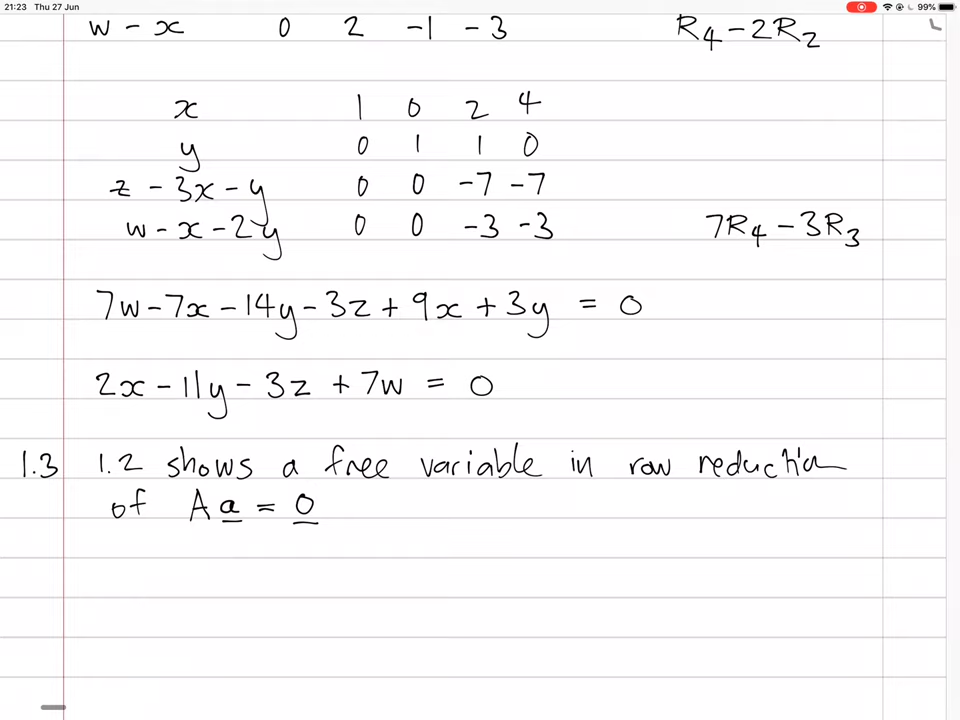 21:23 Thu 27 Jun 99%
w - x 0 2 -1 -3 R4 - 2R2
x 1 0 2 4
y 0 1 1 0
z - 3x - y 0 0 -7 -7
w - x - 2y 0 0 -3 -3 7R4 - 3R3
7w - 7x - 14y - 3z + 9x + 3y = 0
2x - 11y - 3z + 7w = 0
1.3 1.2 shows a free variable in row reduction
of A a = 0